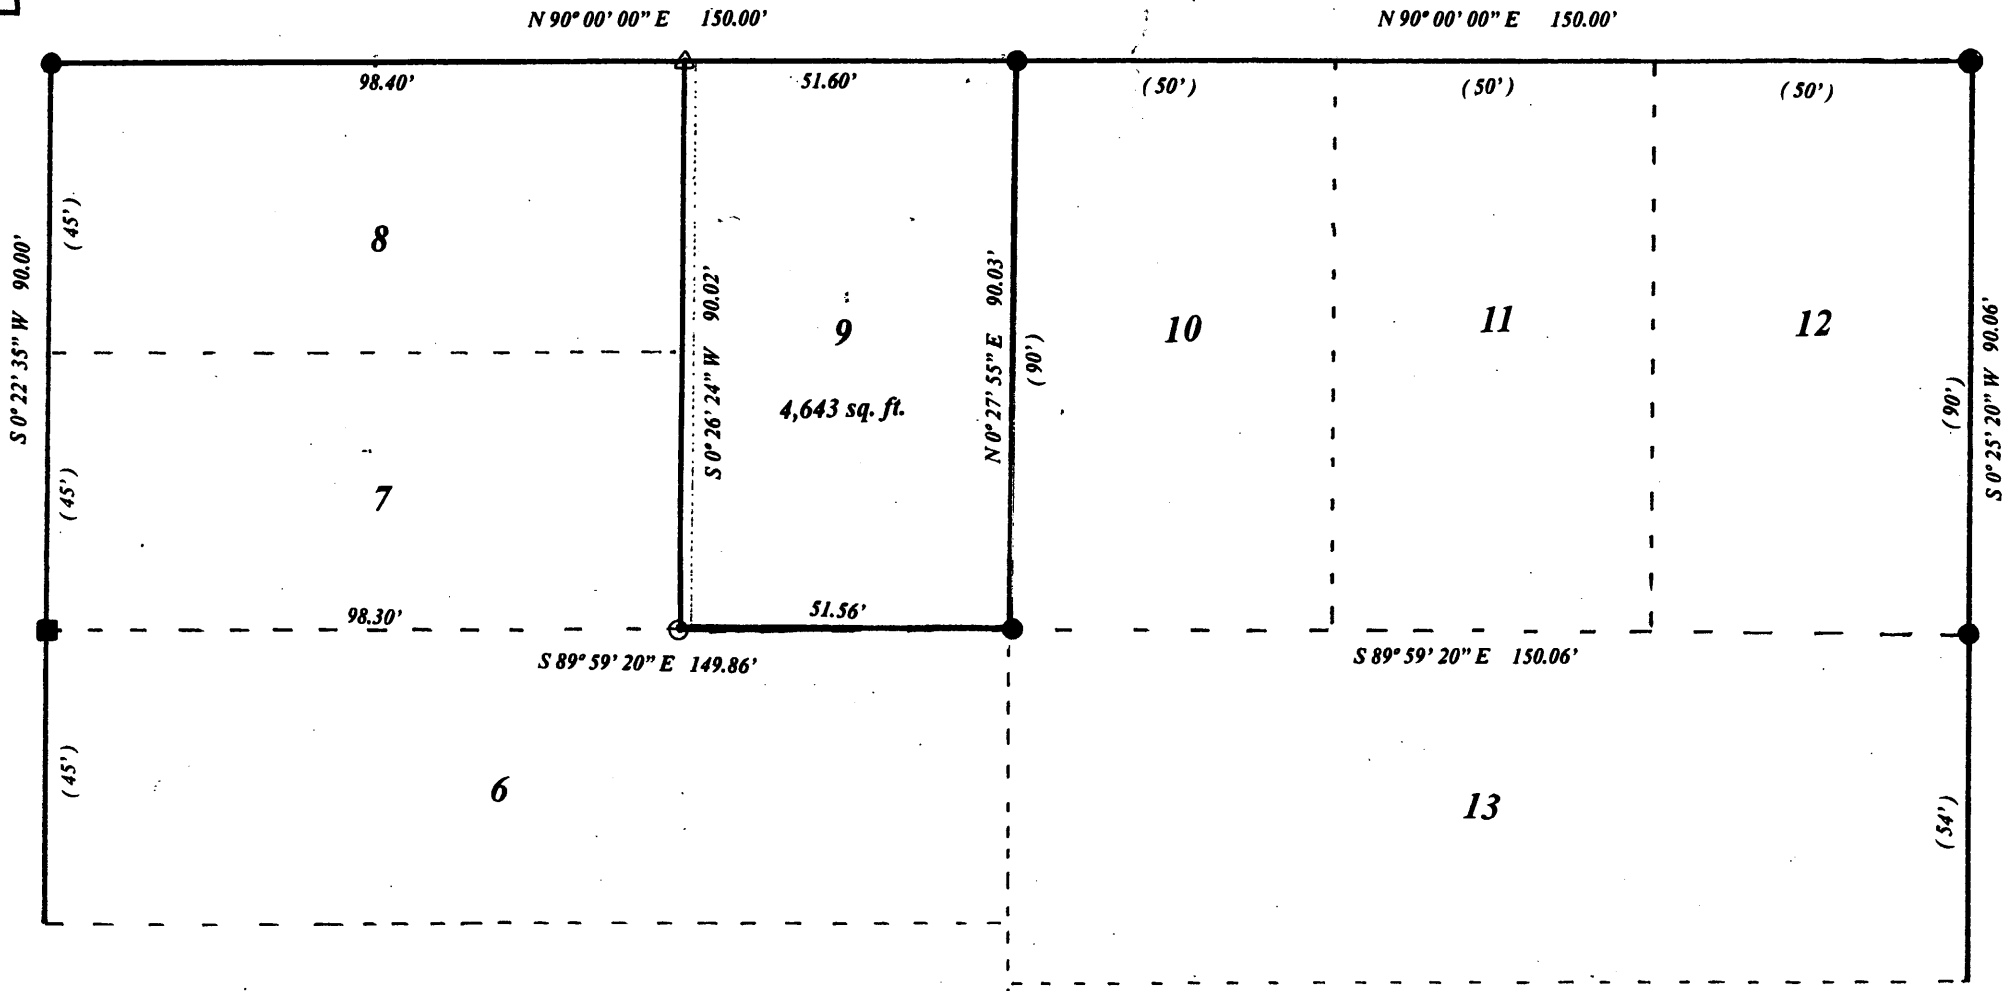 N 90° 00' 00" E 150.00'
N 90° 00' 00" E 150.00'
98.40'
51.60'
( 50' )
( 50' )
( 50' )
( 45' )
8
S 0° 22' 35" W 90.00'
S 0° 26' 24" W 90.02'
9
4,643 sq. ft.
N 0° 27' 55" E 90.03'
( 90' )
10
11
12
( 90' )
S 0° 25' 20" W 90.06'
( 45' )
7
98.30'
51.56'
S 89° 59' 20" E 149.86'
S 89° 59' 20" E 150.06'
( 45' )
6
13
( 54' )